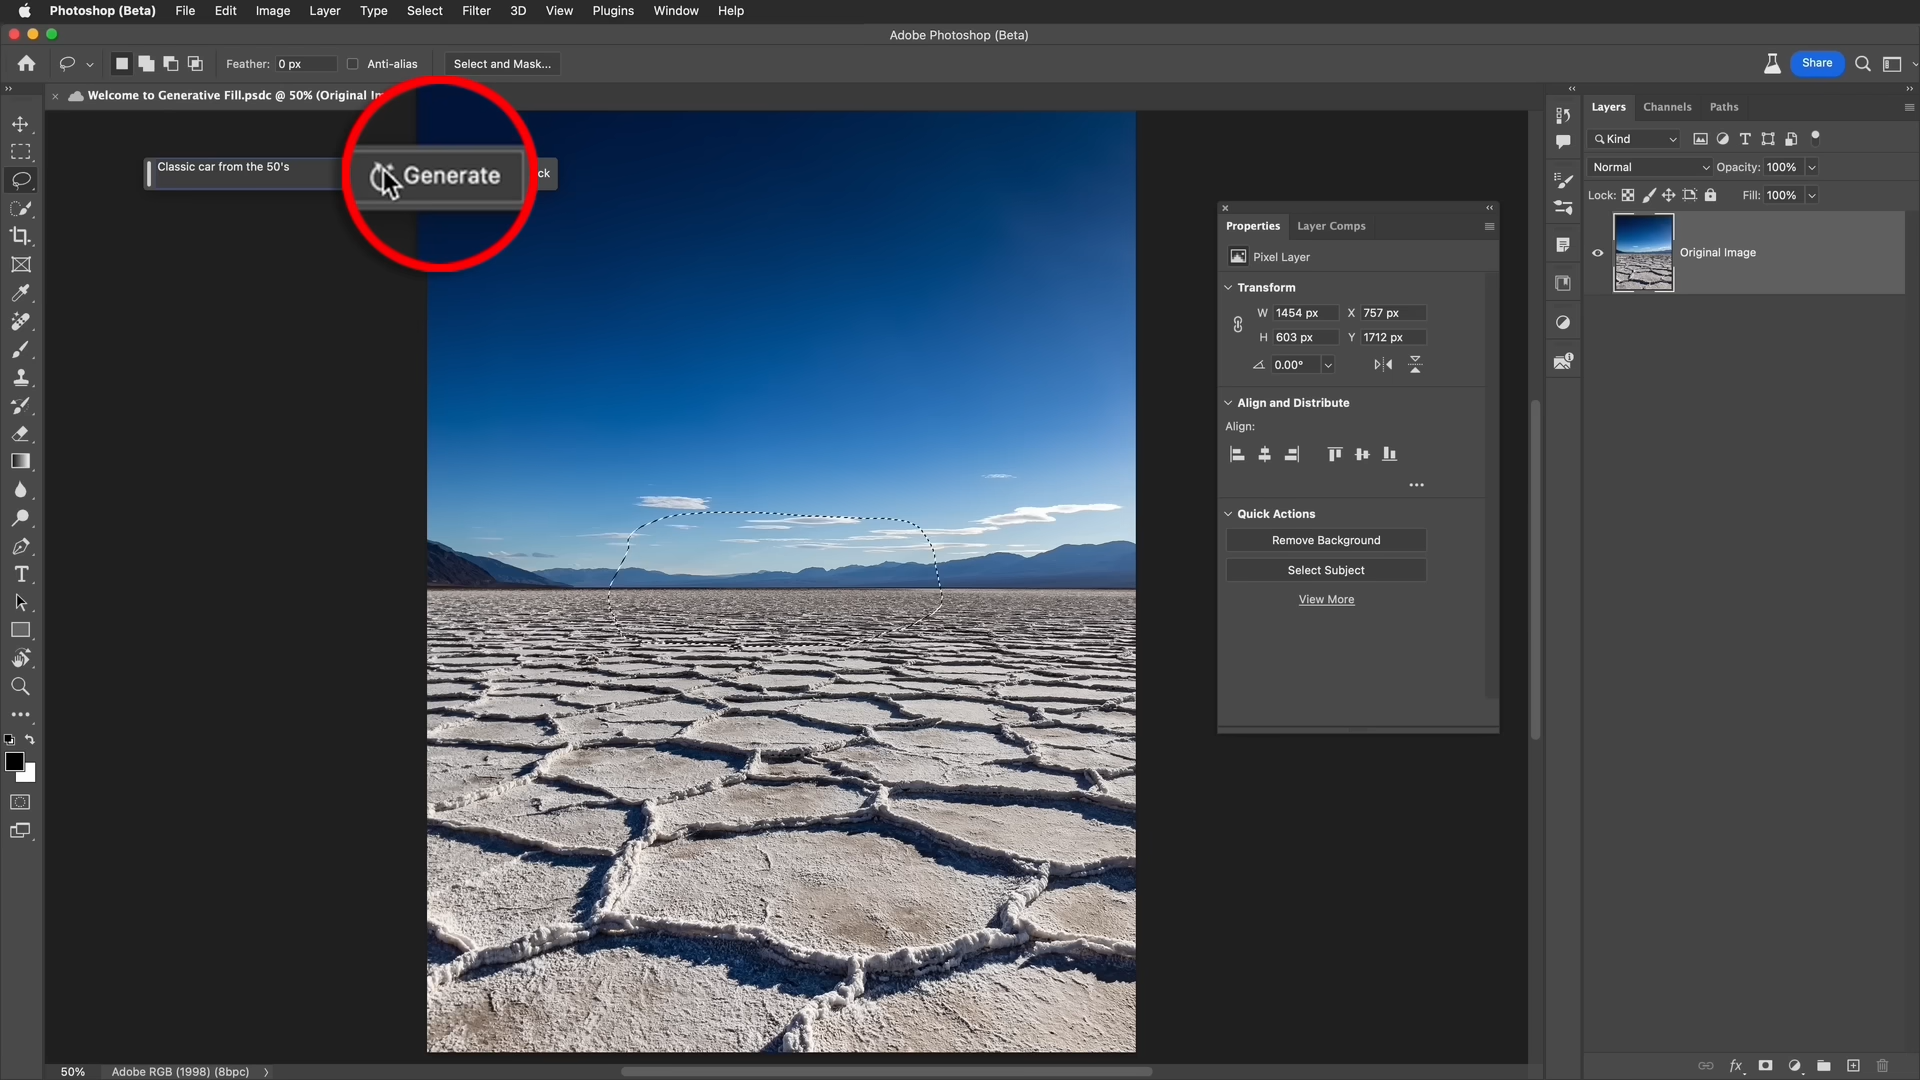 Photoshop (Beta) File Edit Image Layer Type Select Filter 3D View Plugins Window Help
Adobe Photoshop (Beta)
Feather: 0 px Anti-alias Select and Mask... Share
Welcome to Generative Fill.psdc @ 50% (Original
Layers Channels Paths
Kind
Classic car from the 50's
Generate
ck
Normal Opacity: 100%
Lock: Fill: 100%
Original Image
Properties Layer Comps
Pixel Layer
Transform
W 1454 px X 757 px
H 603 px Y 1712 px
0.00°
Align and Distribute
Align:
Quick Actions
Remove Background
Select Subject
View More
50% Adobe RGB (1998) (8bpc)